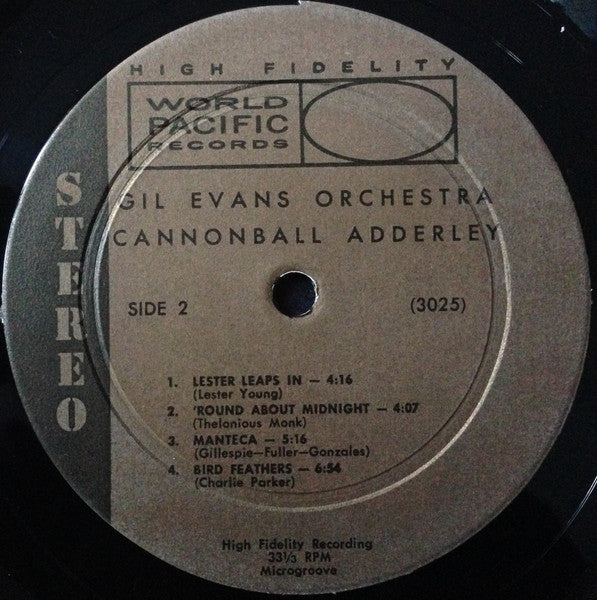 HIGH FIDELITY
WORLD
PACIFIC
RECORDS
STEREO
GIL EVANS ORCHESTRA
CANNONBALL ADDERLEY
SIDE 2 (3025)
1. LESTER LEAPS IN — 4:16
(Lester Young)
2. 'ROUND ABOUT MIDNIGHT — 4:07
(Thelonious Monk)
3. MANTECA — 5:16
(Gillespie—Fuller—Gonzales)
4. BIRD FEATHERS — 6:54
(Charlie Parker)
High Fidelity Recording
33⅓ RPM
Microgroove